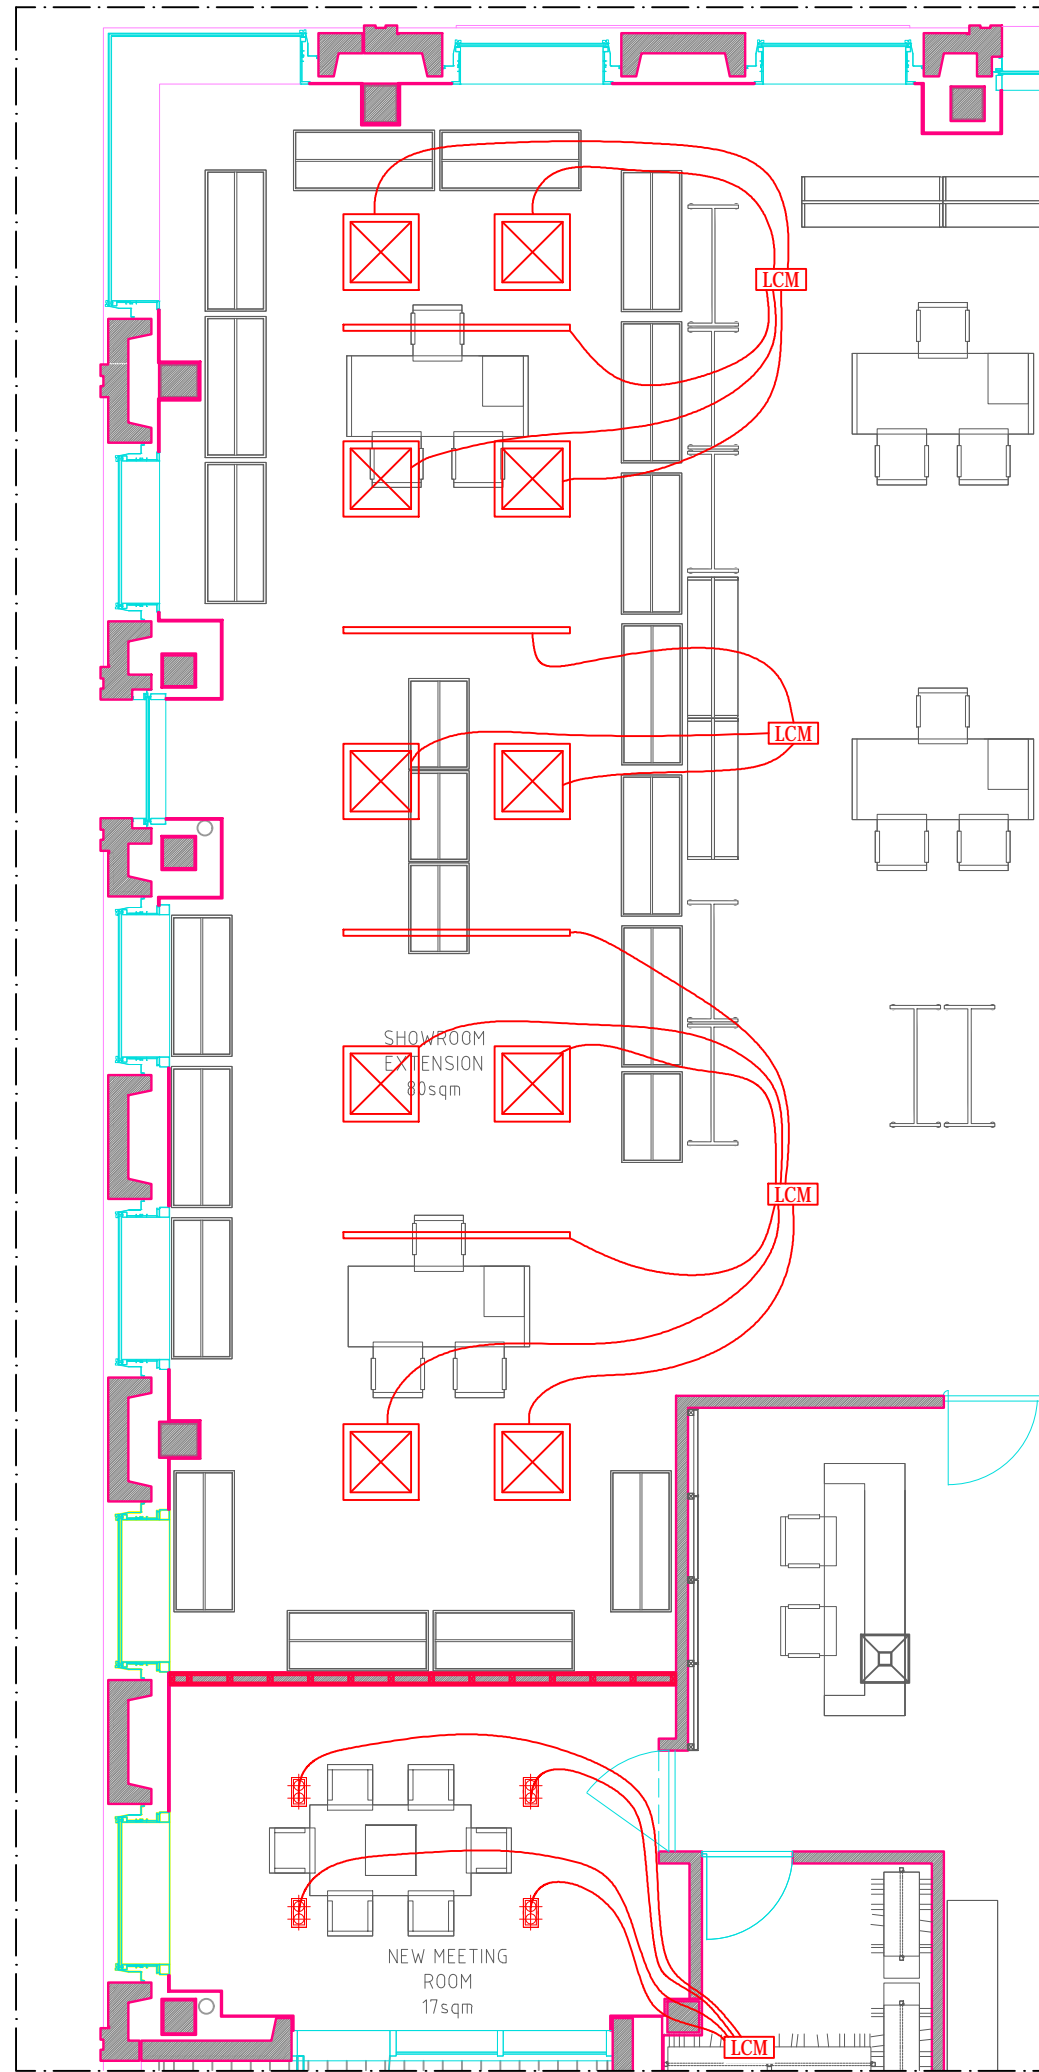 LCM
LCM
SHOWROOM
EXTENSION
80sqm
LCM
NEW MEETING
ROOM
17sqm
LCM